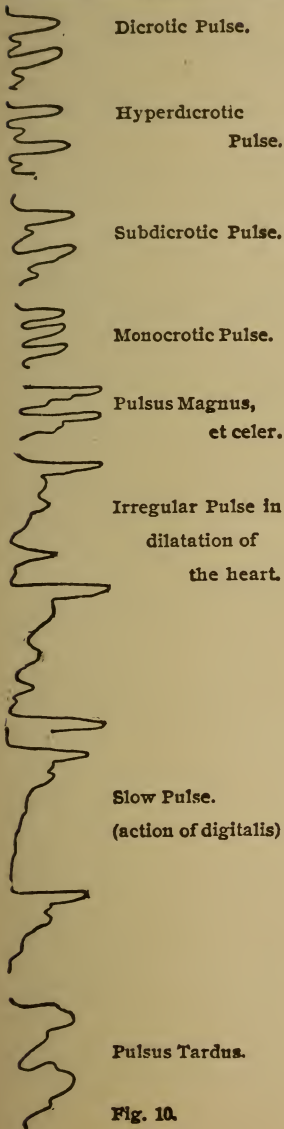 Dicrotic Pulse.
Hyperdicrotic
Pulse.
Subdicrotic Pulse.
Monocrotic Pulse.
Pulsus Magnus,
et celer.
Irregular Pulse in
dilatation of
the heart.
Slow Pulse.
(action of digitalis)
Pulsus Tardus.
Fig. 10.